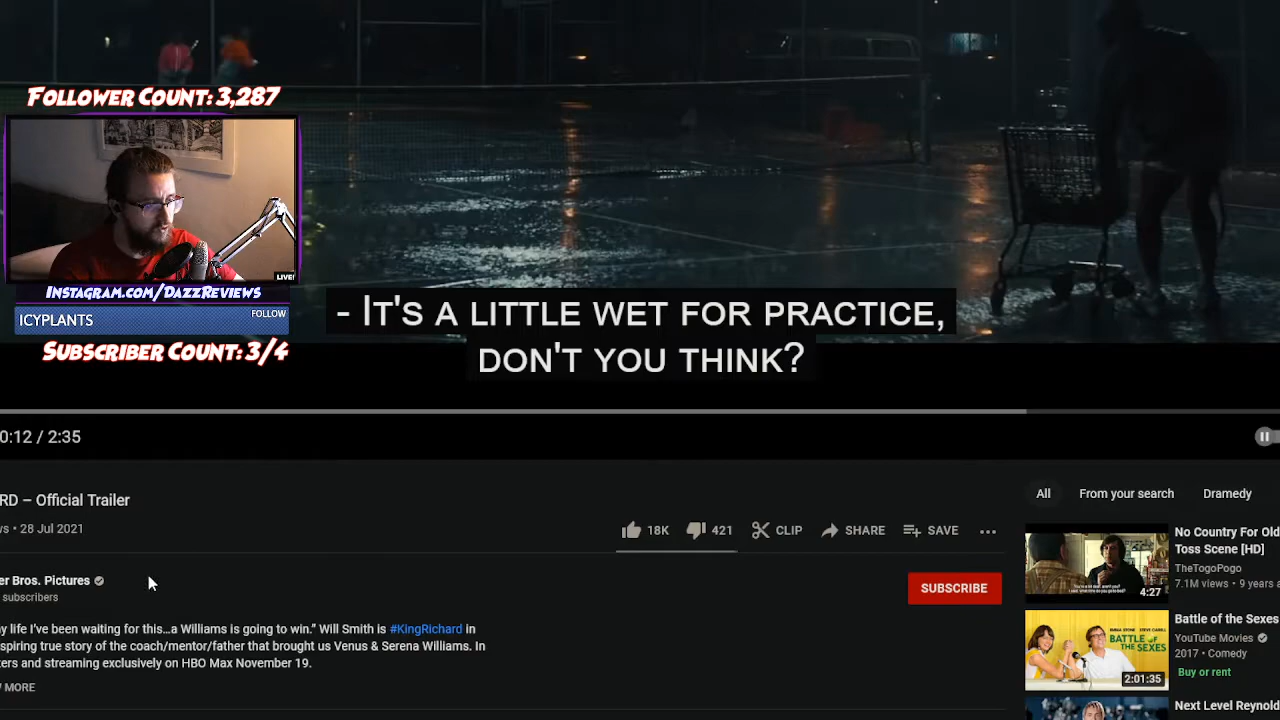 FOLLOWER COUNT: 3,287
LIVE!
INSTAGRAM.COM/DAZZREVIEWS
ICYPLANTS
FOLLOW
SUBSCRIBER COUNT: 3/4
- IT'S A LITTLE WET FOR PRACTICE,
DON'T YOU THINK?
0:12 / 2:35
RD – Official Trailer
ws • 28 Jul 2021
18K
421
CLIP
SHARE
SAVE
er Bros. Pictures
subscribers
SUBSCRIBE
y life I've been waiting for this...a Williams is going to win.” Will Smith is #KingRichard in
spiring true story of the coach/mentor/father that brought us Venus & Serena Williams. In
ters and streaming exclusively on HBO Max November 19.
W MORE
All
From your search
Dramedy
No Country For Old
Toss Scene [HD]
TheTogoPogo
7.1M views • 9 years a
4:27
Battle of the Sexes
YouTube Movies
2017 • Comedy
Buy or rent
BATTLE OF
THE SEXES
2:01:35
Next Level Reynold